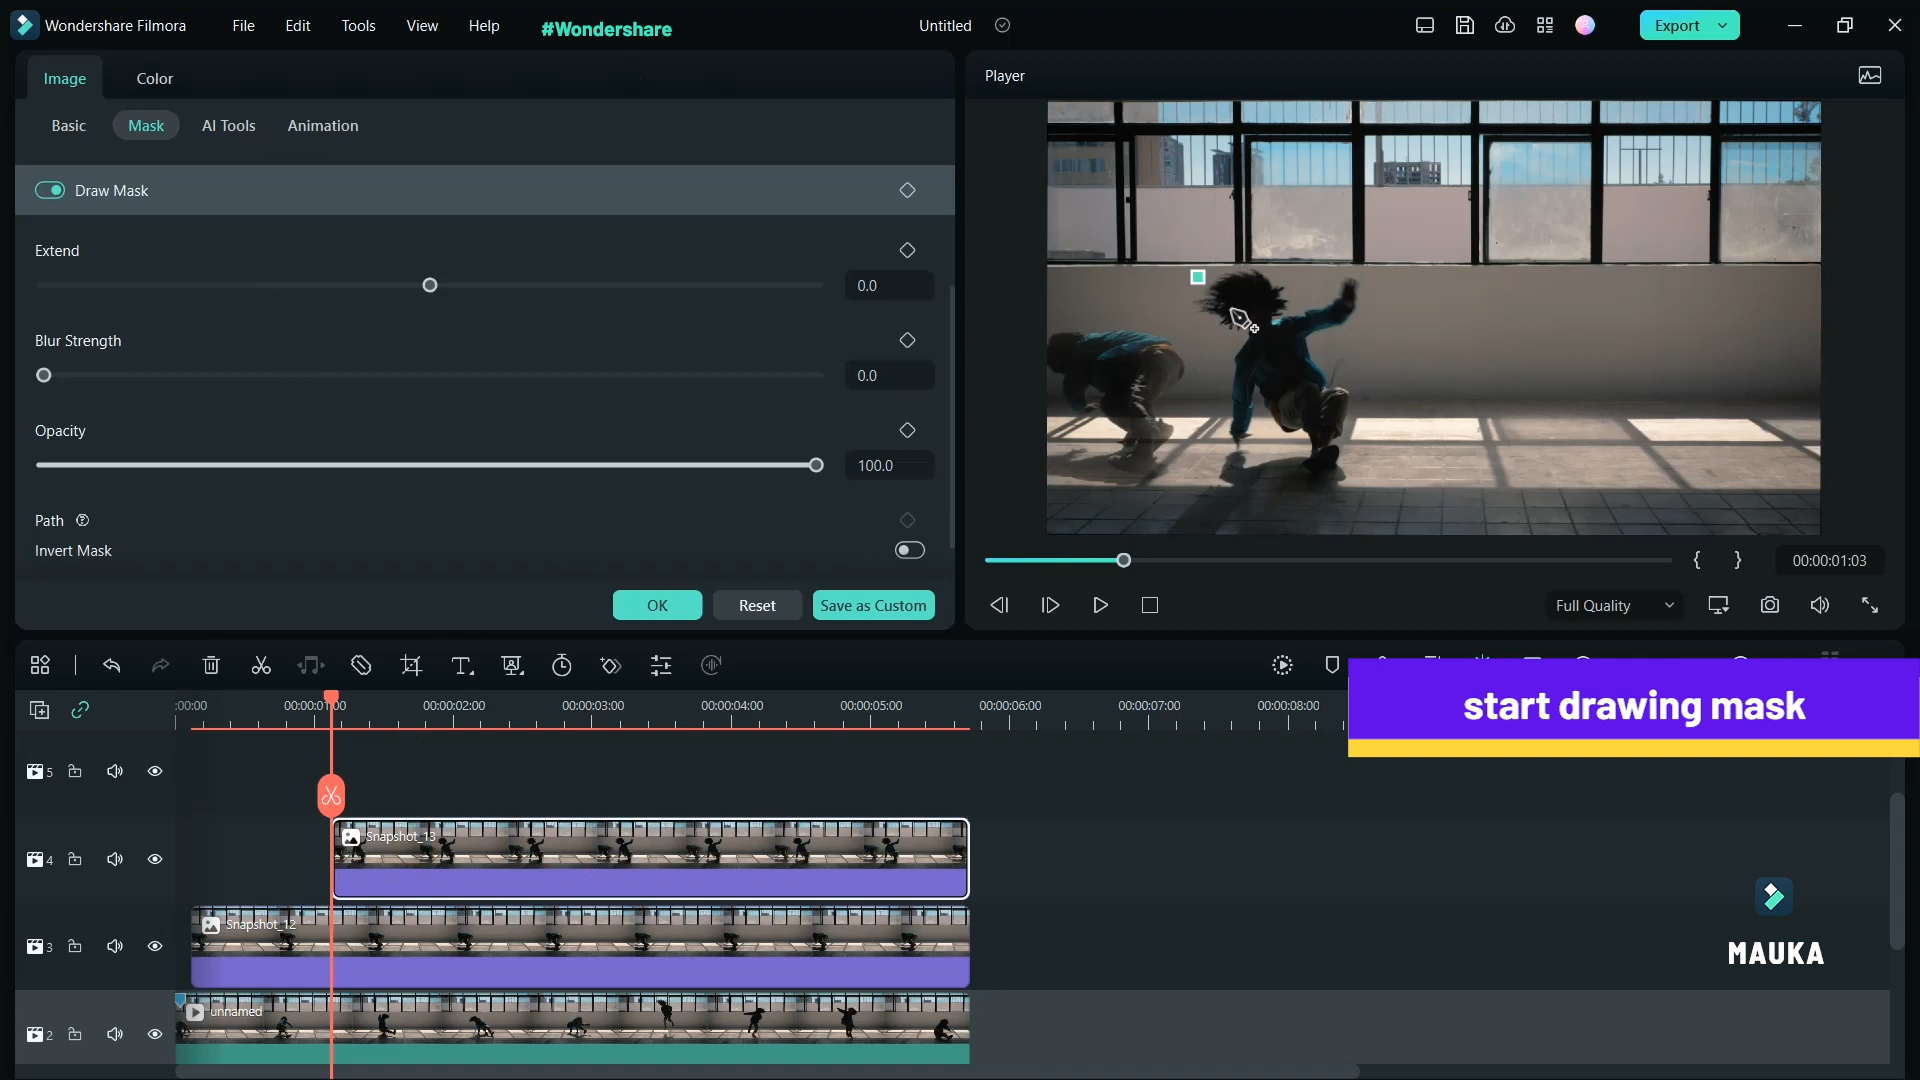 Wondershare Filmora
File
Edit
Tools
View
Help
#Wondershare
Untitled
Export
Image
Color
Player
Basic
Mask
AI Tools
Animation
Draw Mask
Extend
0.0
Blur Strength
0.0
Opacity
100.0
Path
Invert Mask
{
}
00:00:01:03
OK
Reset
Save as Custom
Full Quality
:00:00
00:00:01:00
00:00:02:00
00:00:03:00
00:00:04:00
00:00:05:00
00:00:06:00
00:00:07:00
00:00:08:00
start drawing mask
5
4
Snapshot_13
3
Snapshot_12
MAUKA
2
unnamed